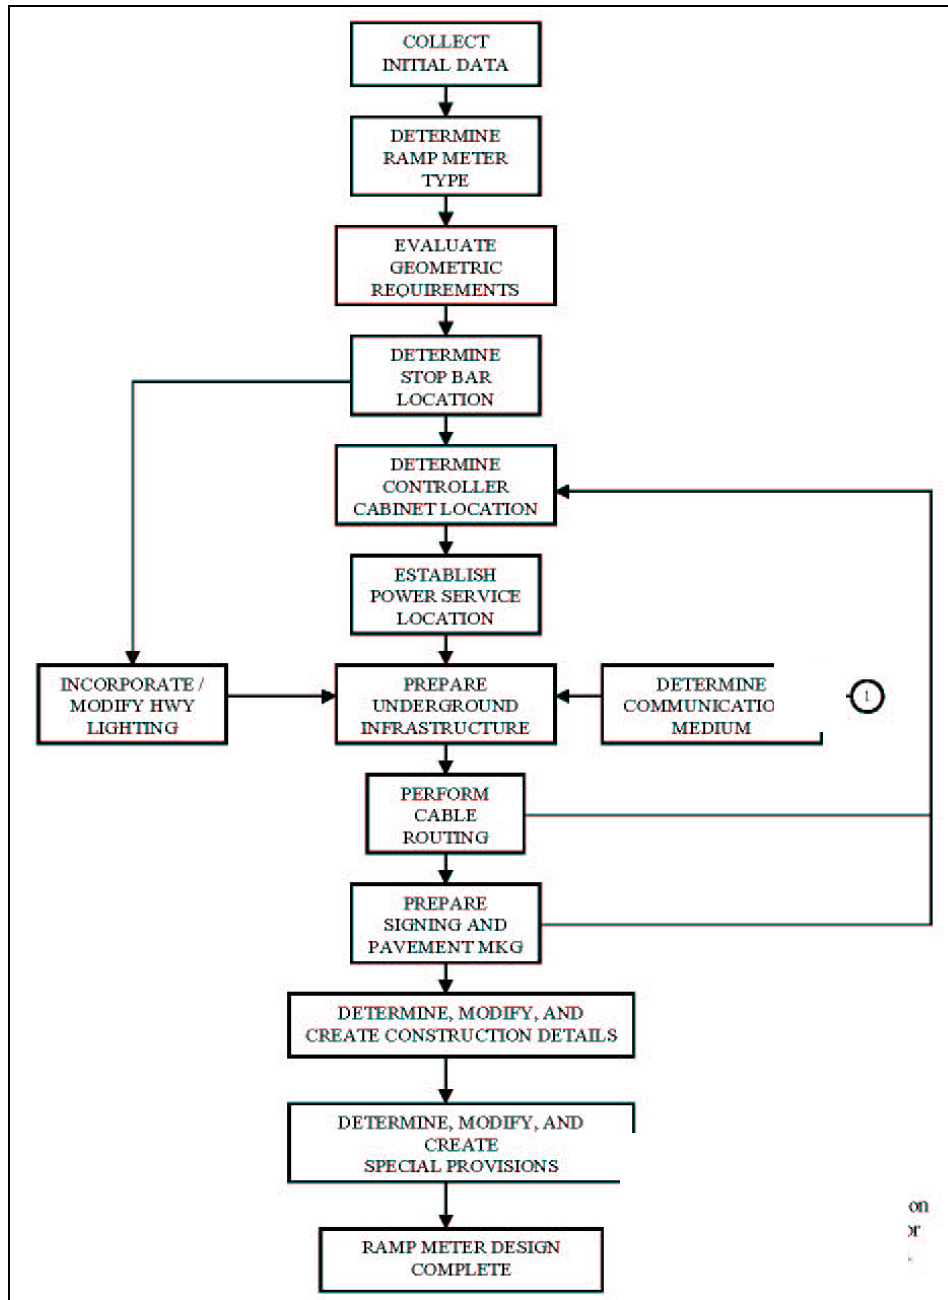 COLLECT
INITIAL DATA
DETERMINE
RAMP METER
TYPE
EVALUATE
GEOMETRIC
REQUIREMENTS
DETERMINE
STOP BAR
LOCATION
DETERMINE
CONTROLLER
CABINET LOCATION
ESTABLISH
POWER SERVICE
LOCATION
INCORPORATE /
MODIFY HWY
LIGHTING
PREPARE
UNDERGROUND
INFRASTRUCTURE
DETERMINE
COMMUNICATIO
MEDIUM
1
PERFORM
CABLE
ROUTING
PREPARE
SIGNING AND
PAVEMENT MKG
DETERMINE, MODIFY, AND
CREATE CONSTRUCTION DETAILS
DETERMINE, MODIFY, AND
CREATE
SPECIAL PROVISIONS
on
RAMP METER DESIGN
COMPLETE